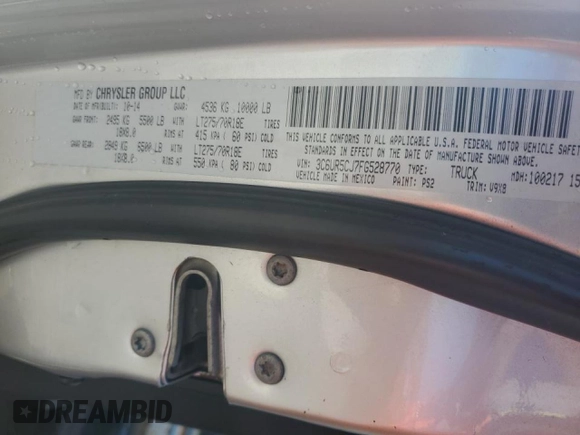 MFD BY CHRYSLER GROUP LLC
DATE OF MFR/BUILT: 10-14 GVWR: 4536 KG 10000 LB
GAWR FRONT: 2495 KG 5500 LB WITH LT275/70R18E TIRES
18X8.0 RIMS AT 415 KPA ( 60 PSI) COLD
GAWR REAR: 2949 KG 6500 LB WITH LT275/70R18E TIRES
18X8.0 RIMS AT 550 KPA ( 80 PSI) COLD
THIS VEHICLE CONFORMS TO ALL APPLICABLE U.S.A. FEDERAL MOTOR VEHICLE SAFETY
STANDARDS IN EFFECT ON THE DATE OF MANUFACTURE SHOWN ABOVE.
VIN: 3C6UR5CJ7FG528770 TYPE: TRUCK MDH:100217 15
VEHICLE MADE IN MEXICO PAINT: PS2 TRIM: V9X8
DREAMBID